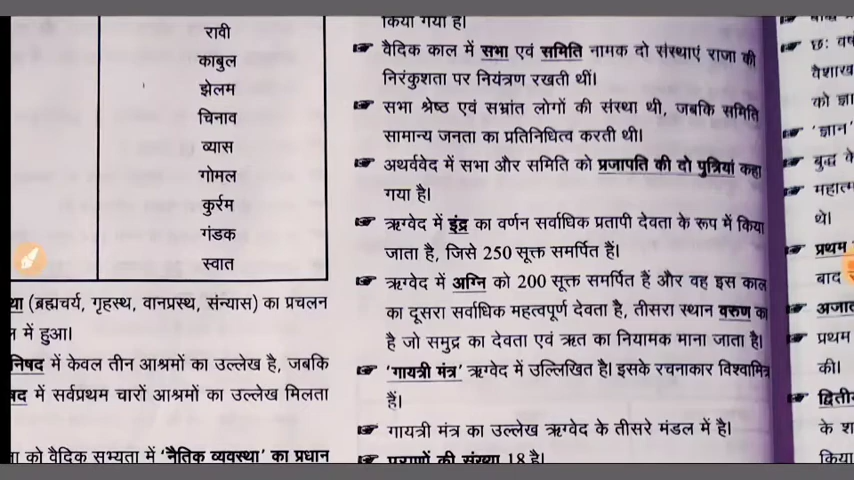 रावी
काबुल
झेलम
चिनाव
व्यास
गोमल
कुर्रम
गंडक
स्वात
था (ब्रह्मचर्य, गृहस्थ, वानप्रस्थ, संन्यास) का प्रचलन
में हुआ।
निषद में केवल तीन आश्रमों का उल्लेख है, जबकि
षद में सर्वप्रथम चारों आश्रमों का उल्लेख मिलता
को वैदिक सभ्यता में ‘नैतिक व्यवस्था’ का प्रधान
किया गया है।
वैदिक काल में सभा एवं समिति नामक दो संस्थाएं राजा की
निरंकुशता पर नियंत्रण रखती थीं।
सभा श्रेष्ठ एवं सभ्रांत लोगों की संस्था थी, जबकि समिति
सामान्य जनता का प्रतिनिधित्व करती थी।
अथर्ववेद में सभा और समिति को प्रजापति की दो पुत्रियां कहा
गया है।
ऋग्वेद में इंद्र का वर्णन सर्वाधिक प्रतापी देवता के रूप में किया
जाता है, जिसे 250 सूक्त समर्पित हैं।
ऋग्वेद में अग्नि को 200 सूक्त समर्पित हैं और वह इस काल
का दूसरा सर्वाधिक महत्वपूर्ण देवता है, तीसरा स्थान वरुण का
है जो समुद्र का देवता एवं ऋत का नियामक माना जाता है।
‘गायत्री मंत्र’ ऋग्वेद में उल्लिखित है। इसके रचनाकार विश्वामित्र
हैं।
गायत्री मंत्र का उल्लेख ऋग्वेद के तीसरे मंडल में है।
पुराणों की संख्या 18 है।
छः वर्ष
वैशाख
को ज्ञा
‘ज्ञान’
बुद्ध के
महात्म
थे।
प्रथम
बाद
अजात
प्रथम
की।
द्विती
के श
किया